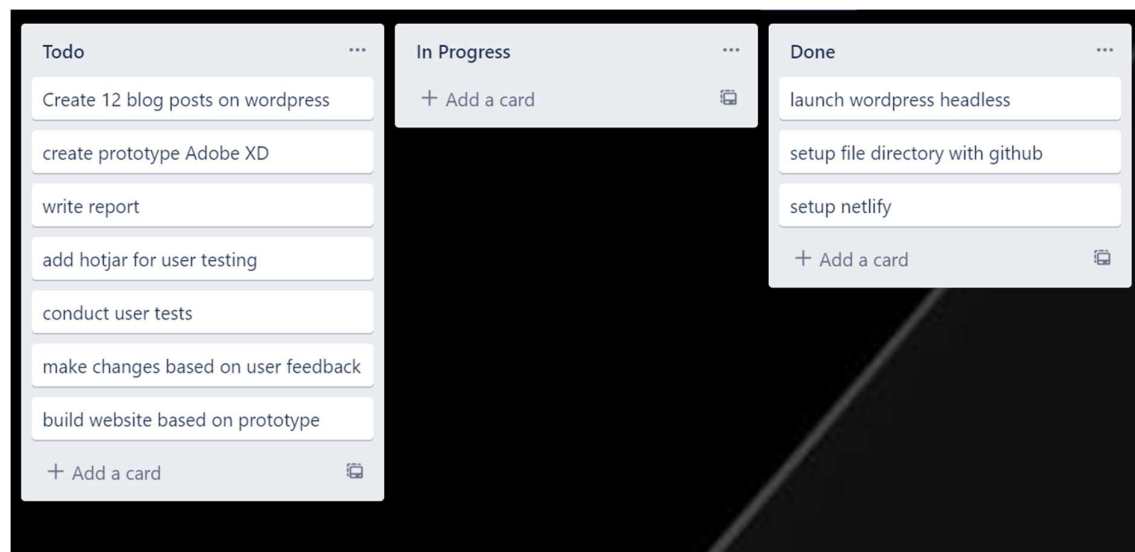 Todo
Create 12 blog posts on wordpress
create prototype Adobe XD
write report
add hotjar for user testing
conduct user tests
make changes based on user feedback
build website based on prototype
+ Add a card
In Progress
+ Add a card
Done
launch wordpress headless
setup file directory with github
setup netlify
+ Add a card